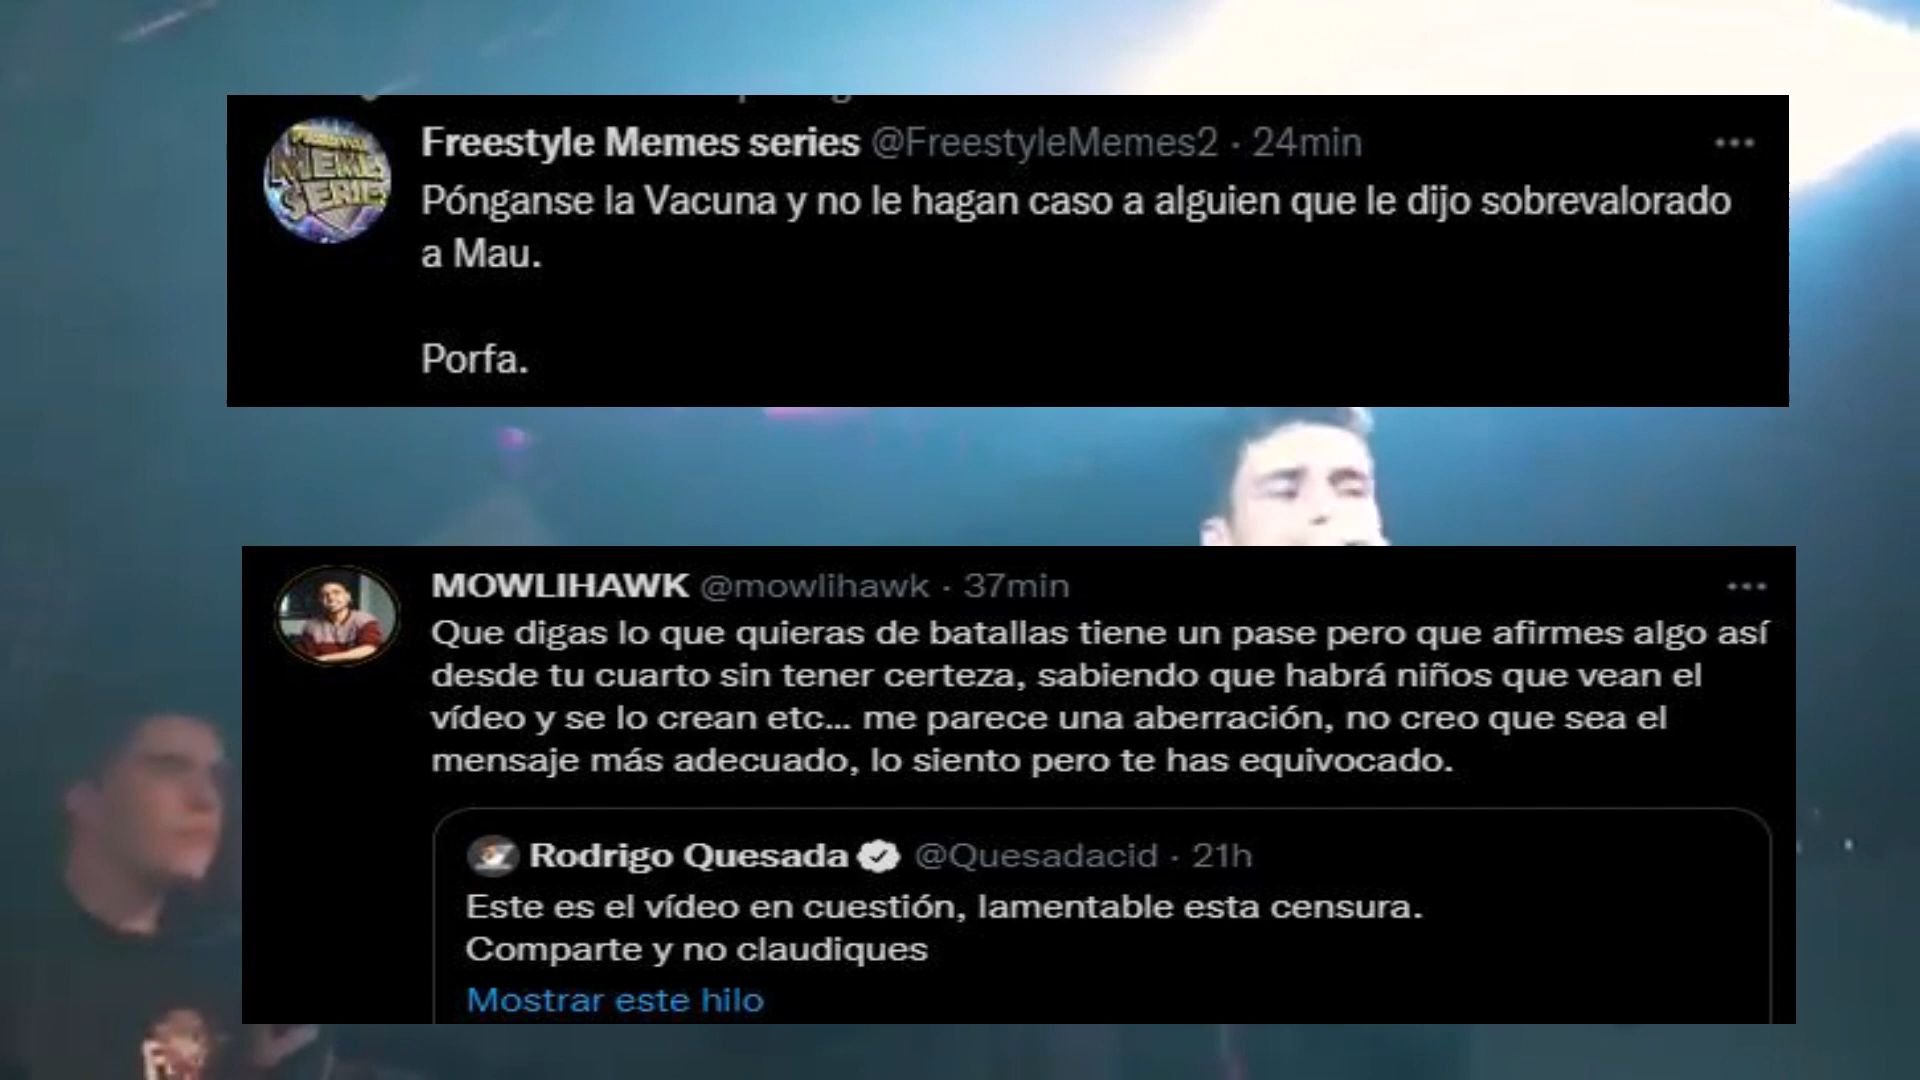 Freestyle Memes series @FreestyleMemes2 · 24min
Pónganse la Vacuna y no le hagan caso a alguien que le dijo sobrevalorado
a Mau.
Porfa.
MOWLIHAWK @mowlihawk · 37min
Que digas lo que quieras de batallas tiene un pase pero que afirmes algo así
desde tu cuarto sin tener certeza, sabiendo que habrá niños que vean el
vídeo y se lo crean etc... me parece una aberración, no creo que sea el
mensaje más adecuado, lo siento pero te has equivocado.
Rodrigo Quesada @Quesadacid · 21h
Este es el vídeo en cuestión, lamentable esta censura.
Comparte y no claudiques
Mostrar este hilo